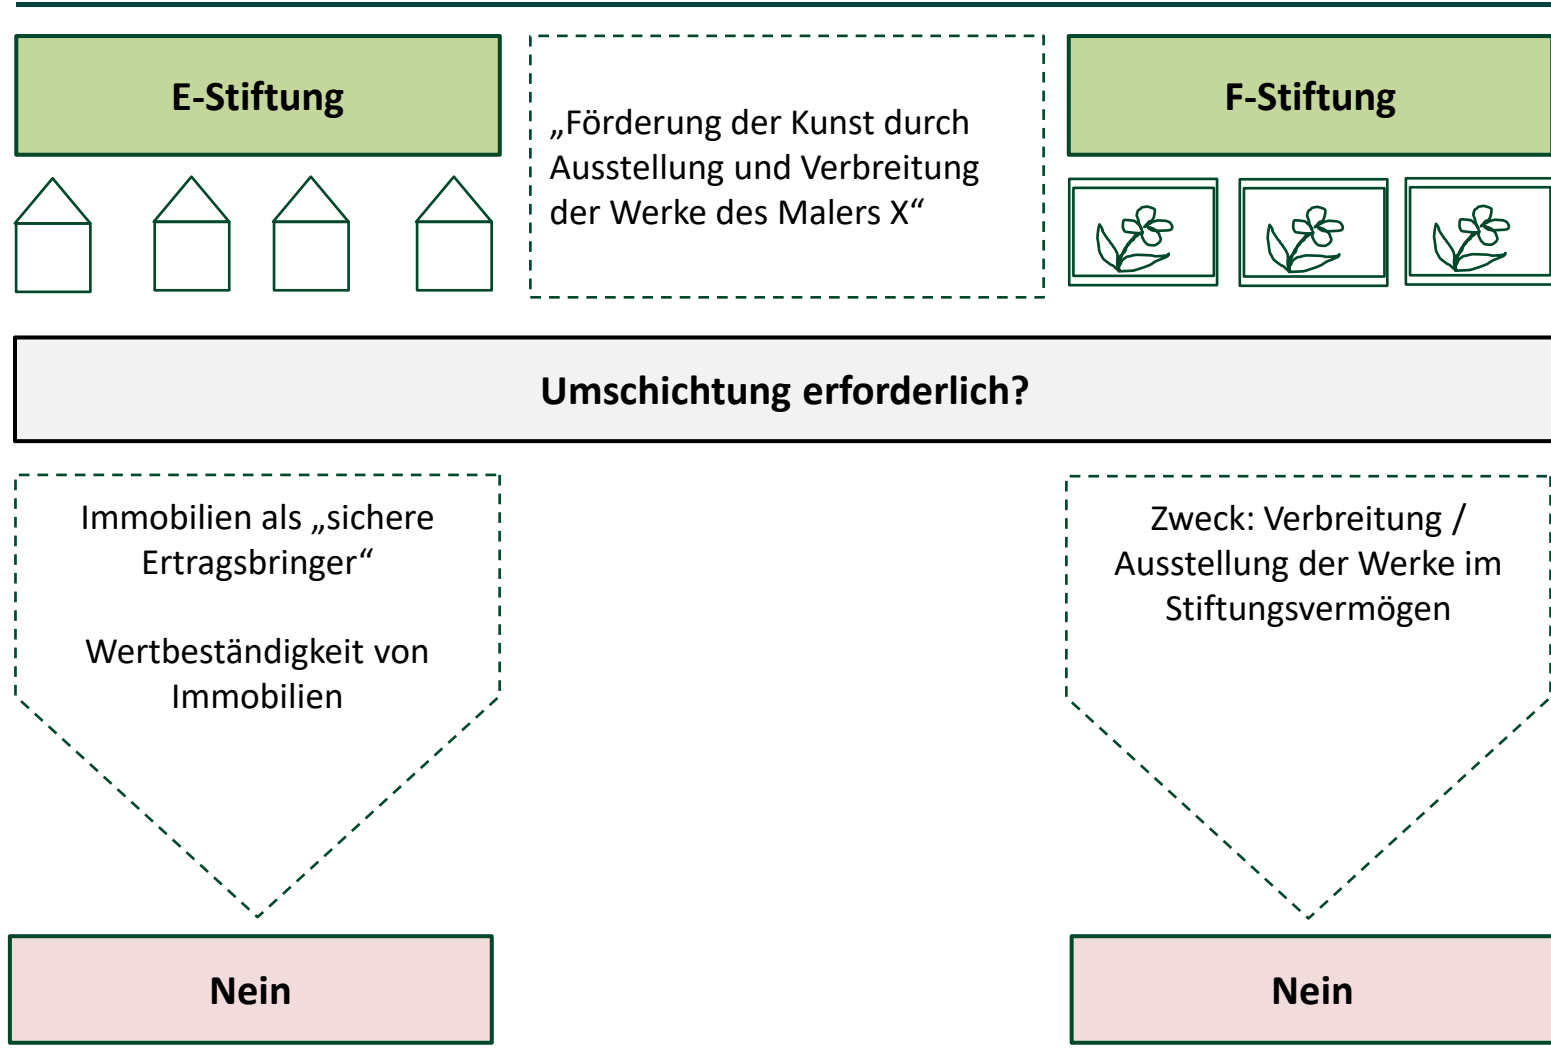 E-Stiftung
„Förderung der Kunst durch
Ausstellung und Verbreitung
der Werke des Malers X“
F-Stiftung
Umschichtung erforderlich?
Immobilien als „sichere
Ertragsbringer“
Wertbeständigkeit von
Immobilien
Zweck: Verbreitung /
Ausstellung der Werke im
Stiftungsvermögen
Nein
Nein